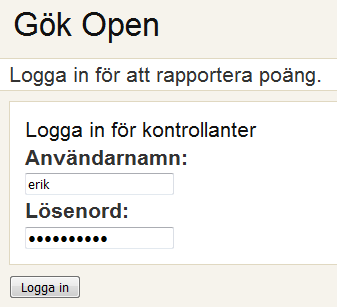 Gök Open
Logga in för att rapportera poäng.
Logga in för kontrollanter
Användarnamn:
erik
Lösenord:
●●●●●●●●●●
Logga in